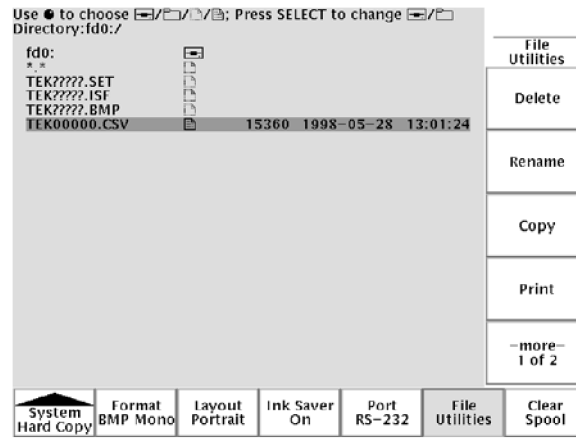 Use to choose / / / ; Press SELECT to change /
Directory:fd0:/
fd0:
*.*
TEK?????.SET
TEK?????.ISF
TEK?????.BMP
TEK00000.CSV 15360 1998-05-28 13:01:24
File
Utilities
Delete
Rename
Copy
Print
-more-
1 of 2
System
Hard Copy
Format
BMP Mono
Layout
Portrait
Ink Saver
On
Port
RS-232
File
Utilities
Clear
Spool